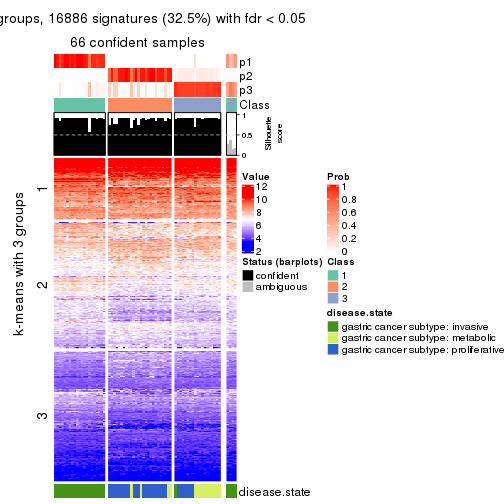 groups, 16886 signatures (32.5%) with fdr < 0.05
66 confident samples
p1
p2
p3
Class
1
0.5
0
Silhouette
score
k-means with 3 groups
1
2
3
Value
12
10
8
6
4
2
Prob
1
0.8
0.6
0.4
0.2
0
Status (barplots)
confident
ambiguous
Class
1
2
3
disease.state
gastric cancer subtype: invasive
gastric cancer subtype: metabolic
gastric cancer subtype: proliferative
disease.state